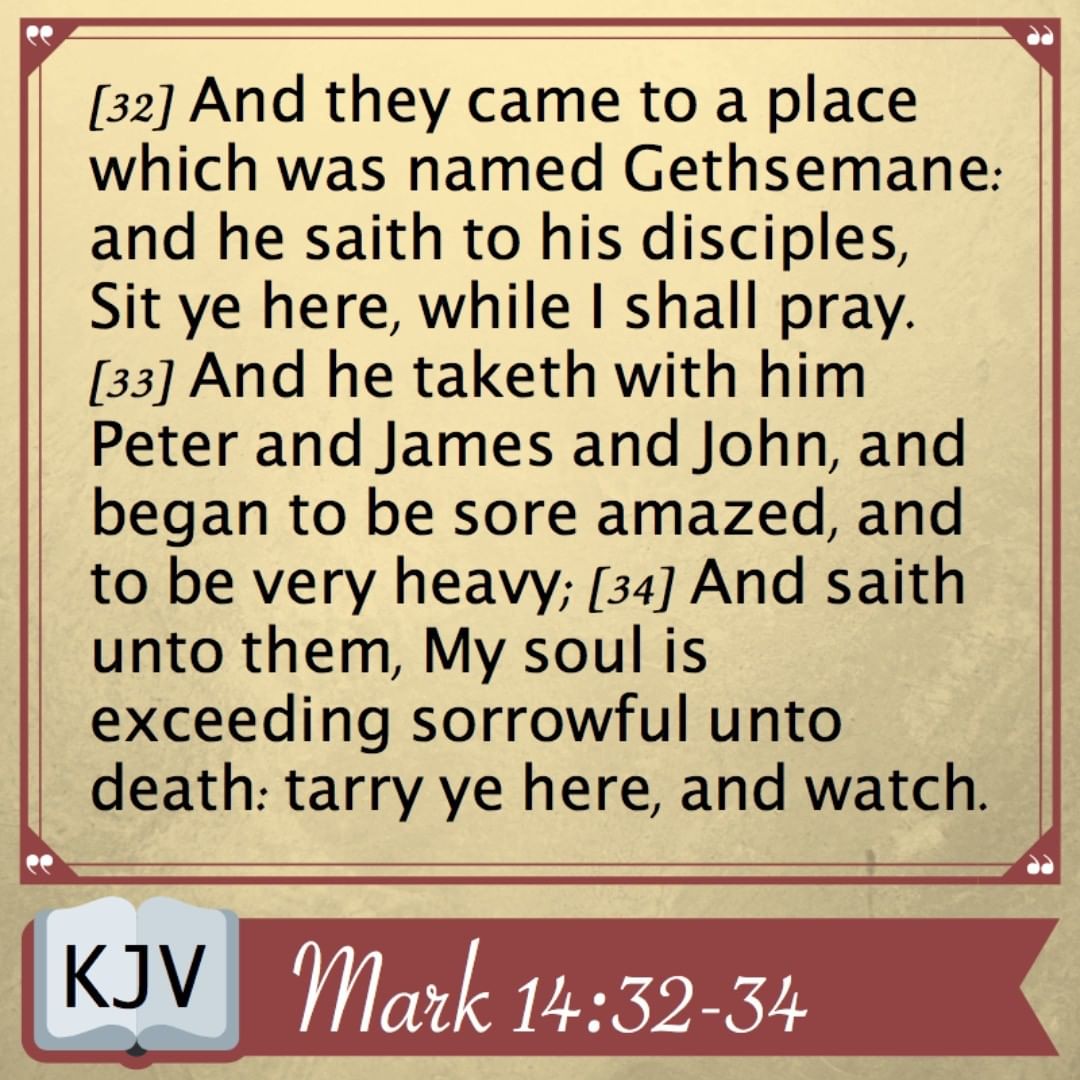 [32] And they came to a place
which was named Gethsemane:
and he saith to his disciples,
Sit ye here, while I shall pray.
[33] And he taketh with him
Peter and James and John, and
began to be sore amazed, and
to be very heavy; [34] And saith
unto them, My soul is
exceeding sorrowful unto
death: tarry ye here, and watch.
KJV
Mark 14:32-34